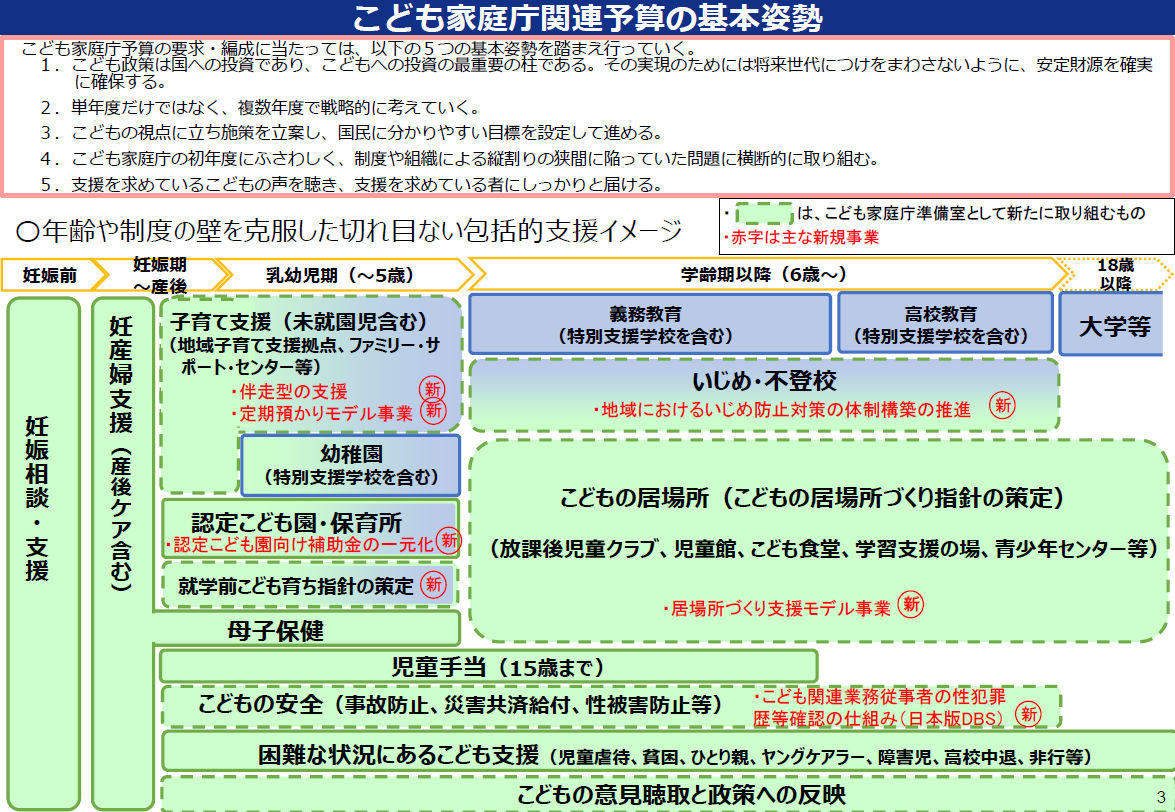 こども家庭庁関連予算の基本姿勢
こども家庭庁予算の要求・編成に当たっては、以下の５つの基本姿勢を踏まえ行っていく。
１．こども政策は国への投資であり、こどもへの投資の最重要の柱である。その実現のためには将来世代につけをまわさないように、安定財源を確実
に確保する。
２．単年度だけではなく、複数年度で戦略的に考えていく。
３．こどもの視点に立ち施策を立案し、国民に分かりやすい目標を設定して進める。
４．こども家庭庁の初年度にふさわしく、制度や組織による縦割りの狭間に陥っていた問題に横断的に取り組む。
５．支援を求めているこどもの声を聴き、支援を求めている者にしっかりと届ける。
〇年齢や制度の壁を克服した切れ目ない包括的支援イメージ
・ は、こども家庭庁準備室として新たに取り組むもの
・赤字は主な新規事業
妊娠前
妊娠期
～産後
乳幼児期（～５歳）
学齢期以降（６歳～）
18歳
以降
妊娠相談・支援
妊産婦支援（産後ケア含む）
子育て支援（未就園児含む）
（地域子育て支援拠点、ファミリー・サ
ポート・センター等）
・伴走型の支援 新
・定期預かりモデル事業 新
幼稚園
（特別支援学校を含む）
認定こども園・保育所
・認定こども園向け補助金の一元化 新
就学前こども育ち指針の策定 新
母子保健
義務教育
（特別支援学校を含む）
高校教育
（特別支援学校を含む）
大学等
いじめ・不登校
・地域におけるいじめ防止対策の体制構築の推進 新
こどもの居場所（こどもの居場所づくり指針の策定）
（放課後児童クラブ、児童館、こども食堂、学習支援の場、青少年センター等）
・居場所づくり支援モデル事業 新
児童手当（15歳まで）
こどもの安全（事故防止、災害共済給付、性被害防止等）
・こども関連業務従事者の性犯罪
歴等確認の仕組み（日本版DBS） 新
困難な状況にあるこども支援（児童虐待、貧困、ひとり親、ヤングケアラー、障害児、高校中退、非行等）
こどもの意見聴取と政策への反映
3